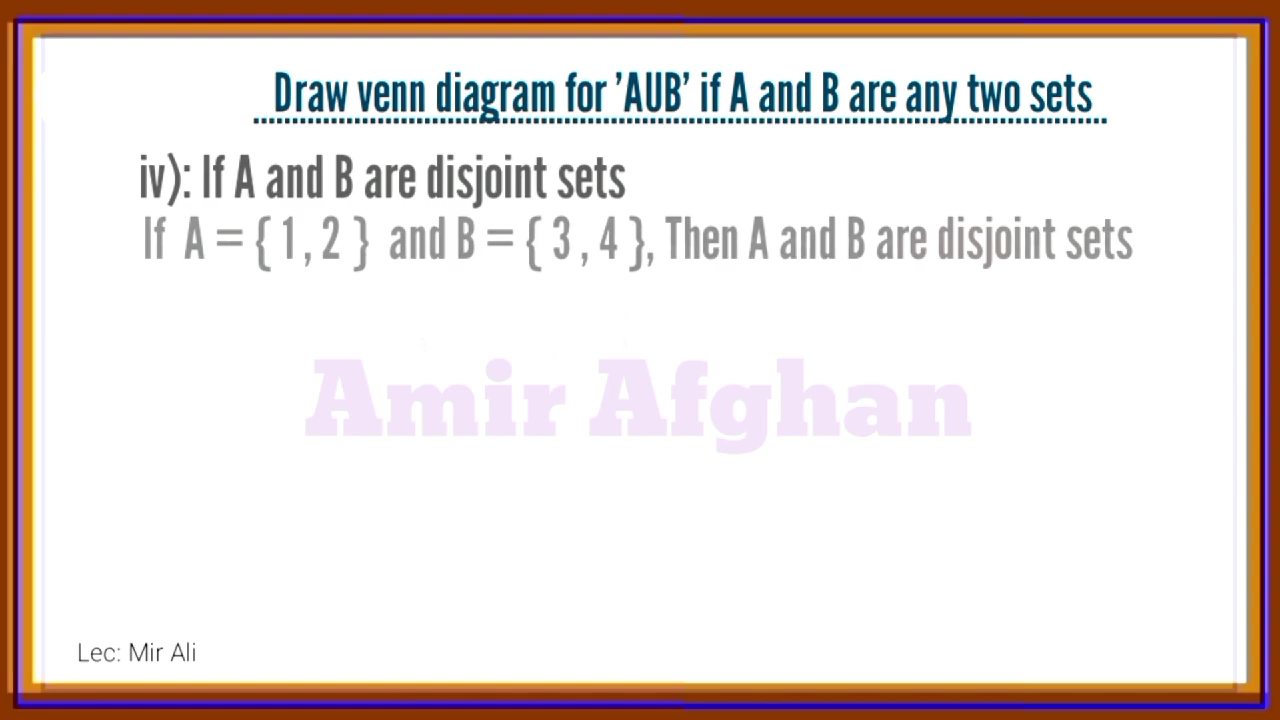 Draw venn diagram for 'AUB' if A and B are any two sets
iv): If A and B are disjoint sets
If A = { 1 , 2 } and B = { 3 , 4 }, Then A and B are disjoint sets
Amir Afghan
Lec: Mir Ali